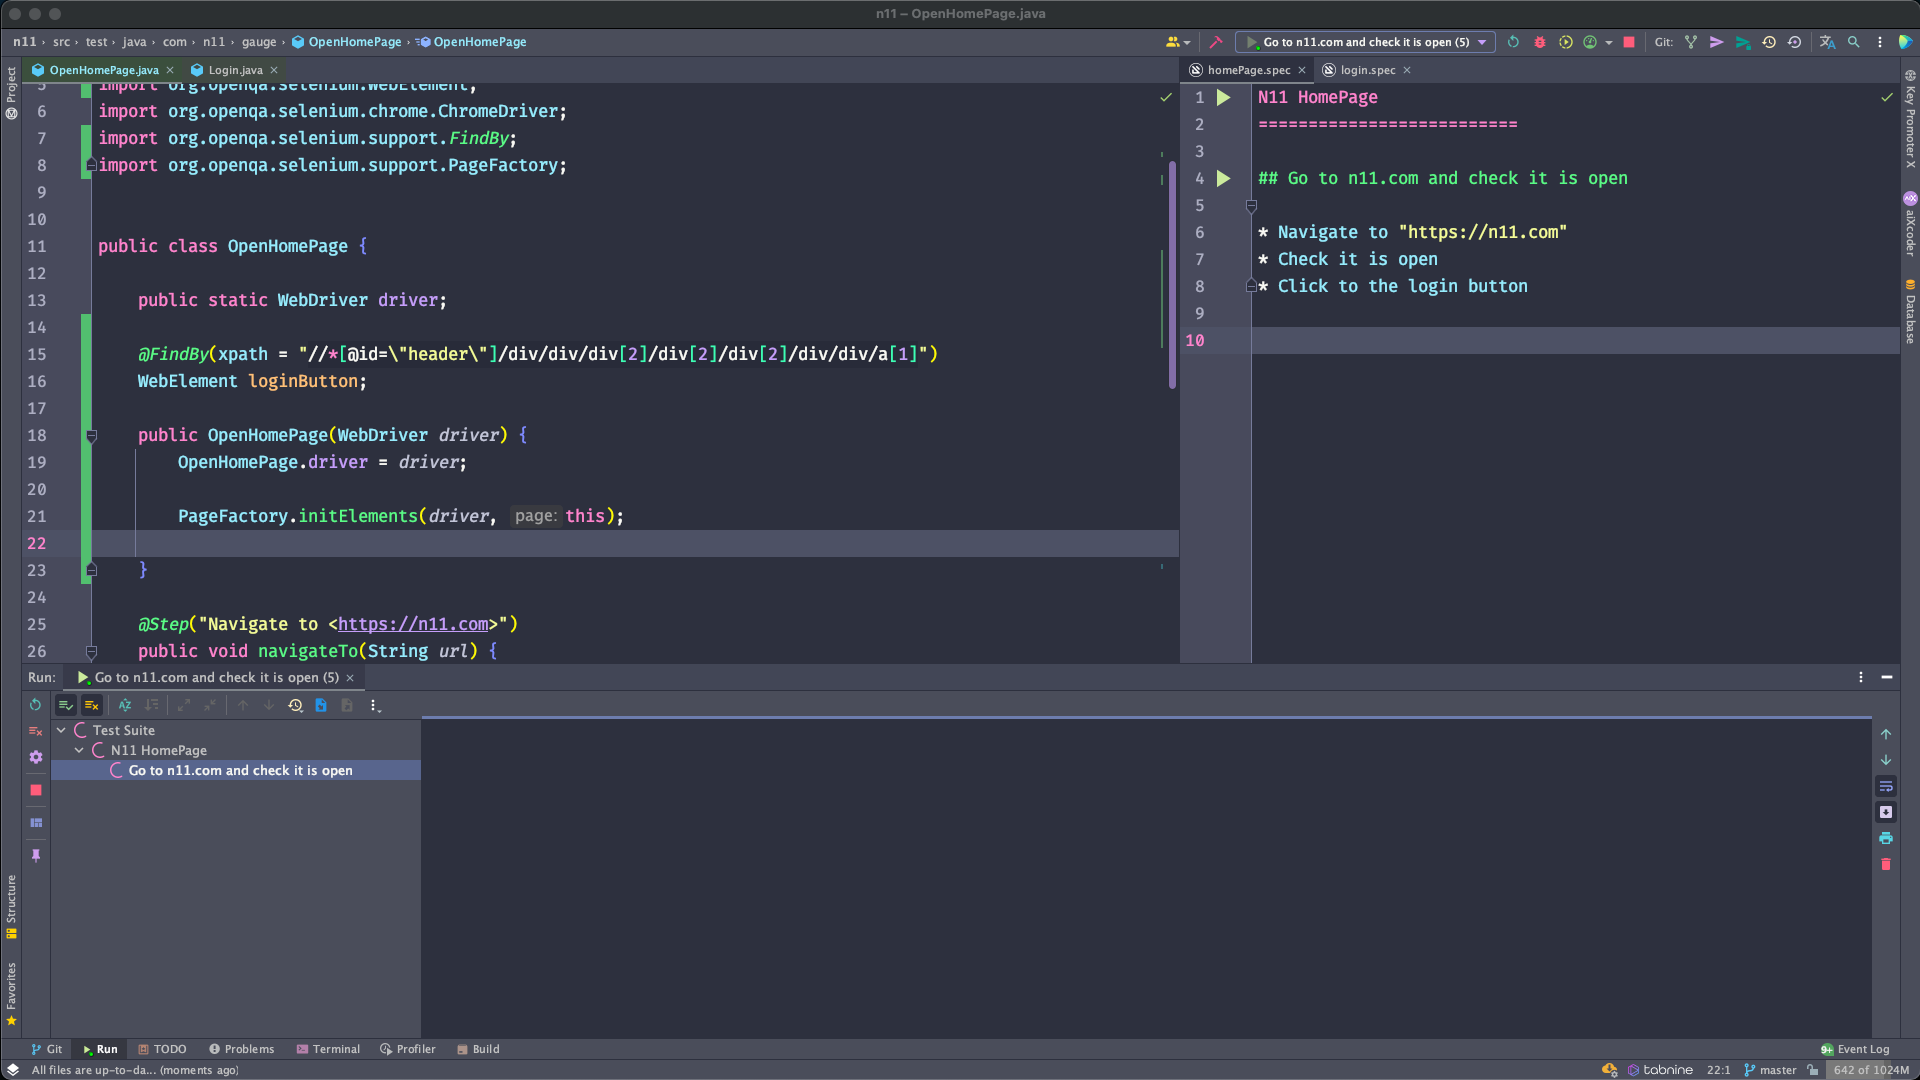 n11 – OpenHomePage.java
n11 › src › test › java › com › n11 › gauge › OpenHomePage › OpenHomePage
Go to n11.com and check it is open (5)
Git:
OpenHomePage.java
Login.java
homePage.spec
login.spec
Project
5 import org.openqa.selenium.WebElement;
6 import org.openqa.selenium.chrome.ChromeDriver;
7 import org.openqa.selenium.support.FindBy;
8 import org.openqa.selenium.support.PageFactory;
9
10
11 public class OpenHomePage {
12
13 public static WebDriver driver;
14
15 @FindBy(xpath = "//*[@id=\"header\"]/div/div/div[2]/div[2]/div[2]/div/div/a[1]")
16 WebElement loginButton;
17
18 public OpenHomePage(WebDriver driver) {
19 OpenHomePage.driver = driver;
20
21 PageFactory.initElements(driver, page: this);
22
23 }
24
25 @Step("Navigate to <https://n11.com>")
26 public void navigateTo(String url) {
1 N11 HomePage
2 ==========================
3
4 ## Go to n11.com and check it is open
5
6 * Navigate to "https://n11.com"
7 * Check it is open
8 * Click to the login button
9
10
Key Promoter X
aiXcoder
Database
Run:
Go to n11.com and check it is open (5)
Test Suite
N11 HomePage
Go to n11.com and check it is open
Structure
Favorites
Git
Run
TODO
Problems
Terminal
Profiler
Build
9+ Event Log
All files are up-to-da... (moments ago)
tabnine
22:1
master
642 of 1024M